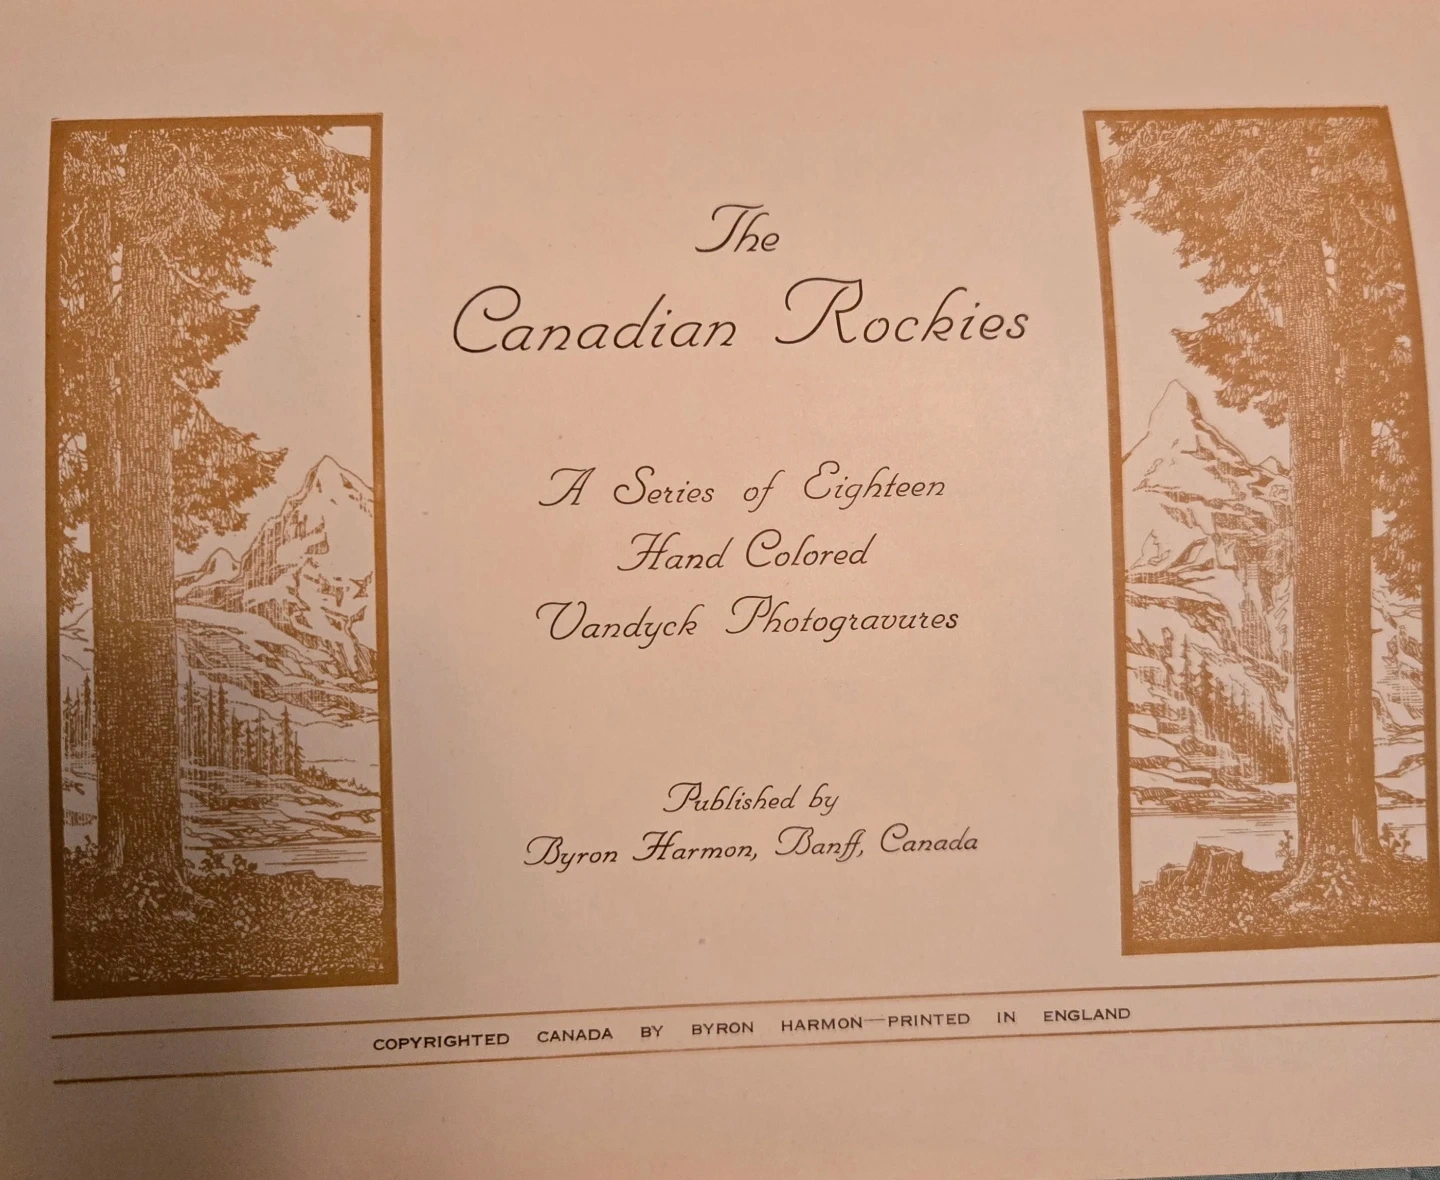 The
Canadian Rockies
A Series of Eighteen
Hand Colored
Vandyck Photogravures
Published by
Byron Harmon, Banff, Canada
COPYRIGHTED CANADA BY BYRON HARMON—PRINTED IN ENGLAND